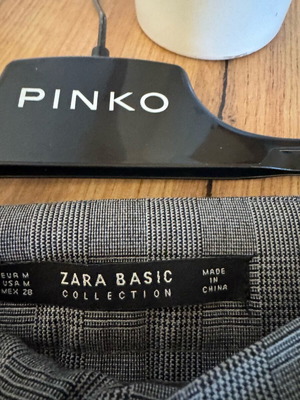 PINKO
EUR M
USA M
MEX 28
ZARA BASIC
COLLECTION
MADE
IN
CHINA